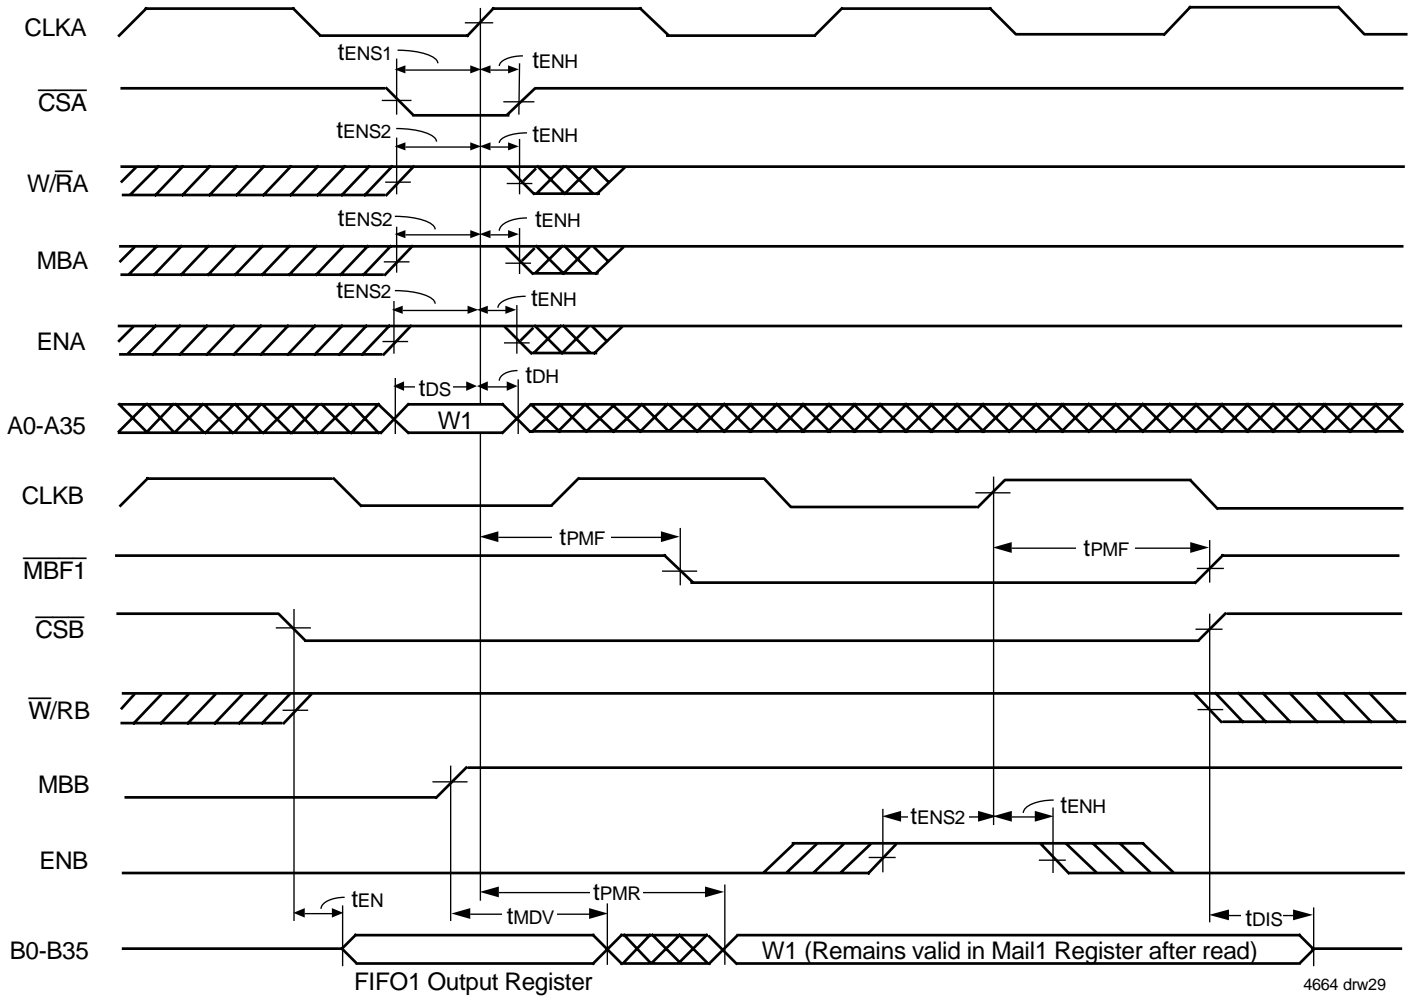 CLKA
tENS1
tENH
CSA
tENS2
tENH
W/RA
tENS2
tENH
MBA
tENS2
tENH
ENA
tDS
tDH
A0-A35
W1
CLKB
tPMF
tPMF
MBF1
CSB
W/RB
MBB
tENS2
tENH
ENB
tEN
tPMR
tMDV
tDIS
B0-B35
W1 (Remains valid in Mail1 Register after read)
FIFO1 Output Register
4664 drw29